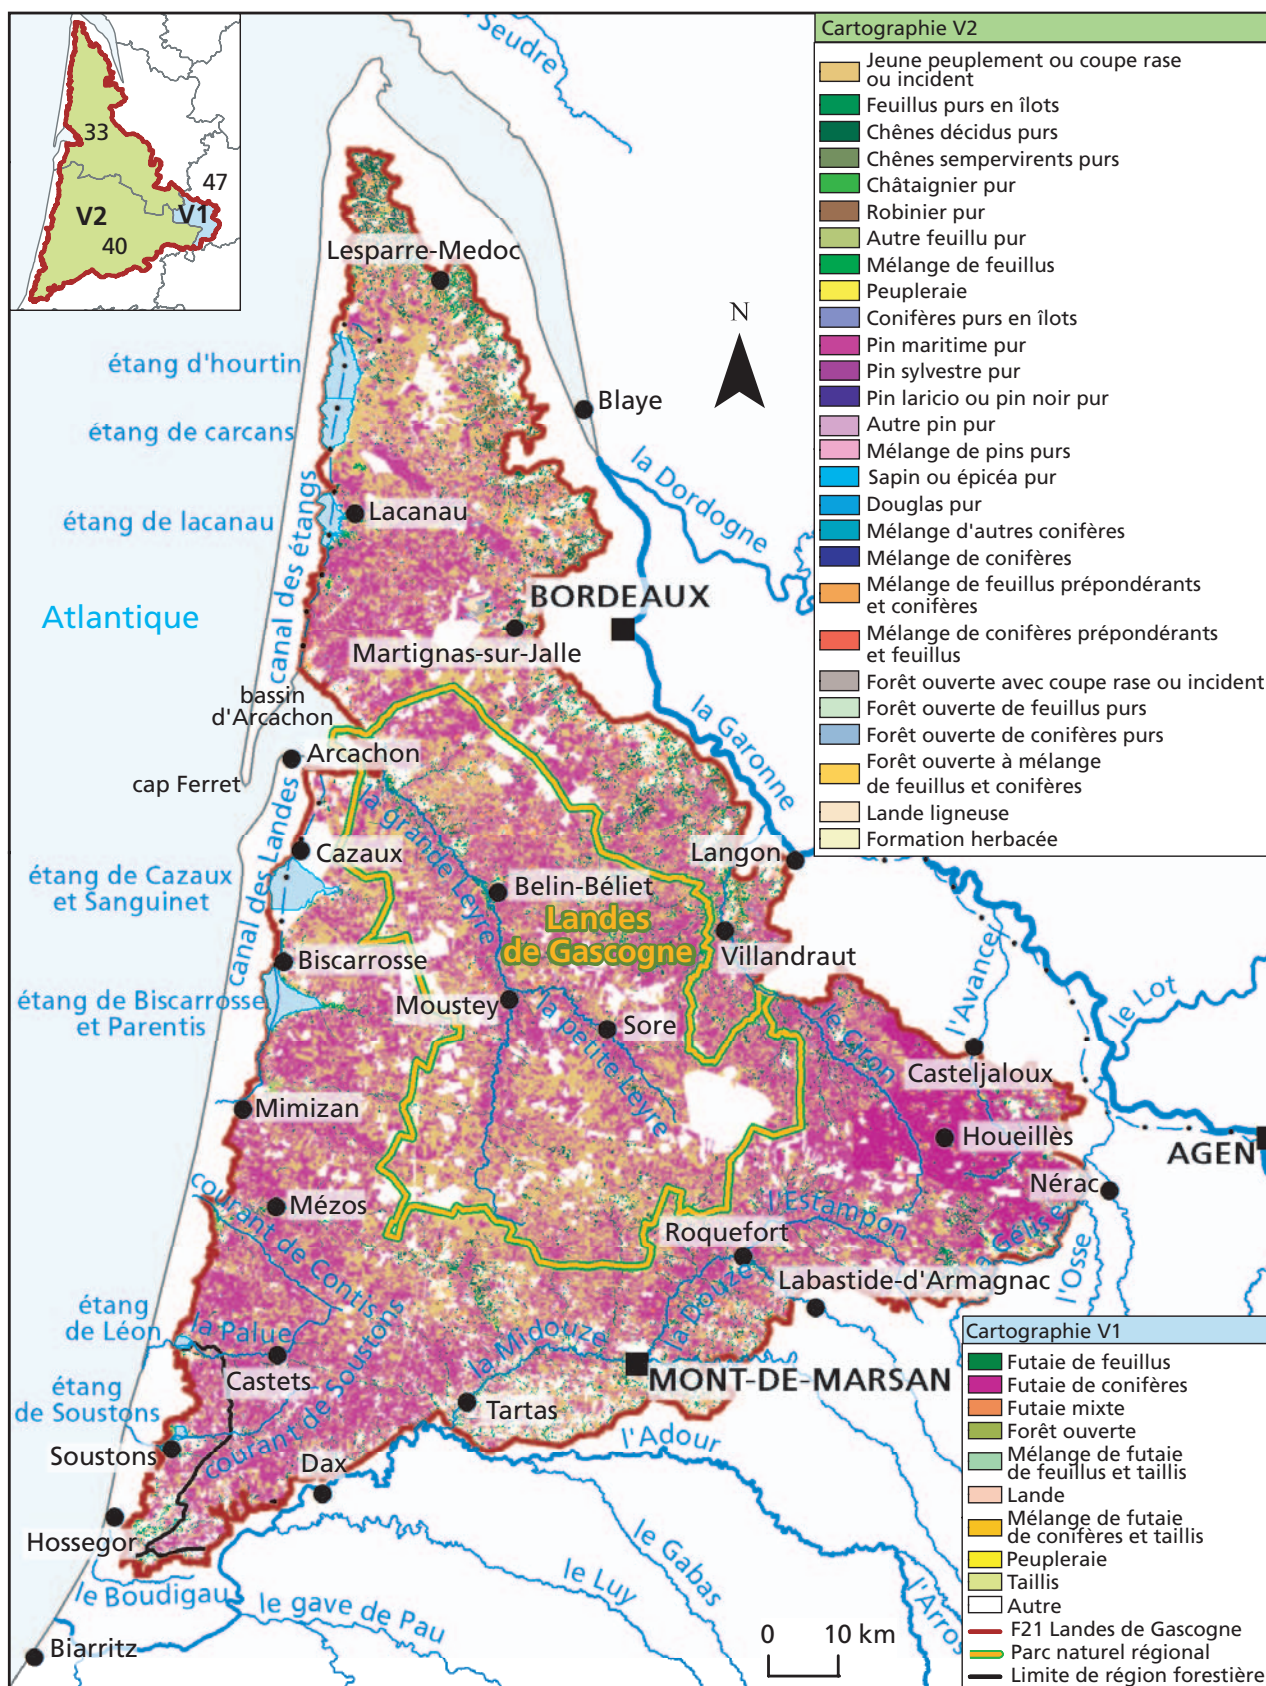 la Seudre
33
47
V2
V1
40
Lesparre-Medoc
N
étang d'hourtin
étang de carcans
Blaye
la Dordogne
étang de lacanau
Lacanau
canal des étangs
BORDEAUX
Atlantique
Martignas-sur-Jalle
bassin
d'Arcachon
la Garonne
Arcachon
cap Ferret
la grande Leyre
canal des Landes
Cazaux
Langon
étang de Cazaux
et Sanguinet
Belin-Béliet
Landes
de Gascogne
Villandraut
Biscarrosse
l'Avance
le Lot
étang de Biscarrosse
et Parentis
Moustey
la petite Leyre
Sore
le Ciron
Casteljaloux
Mimizan
Houeillès
AGEN
Nérac
courant de Contis
Mézos
l'Estampon
Roquefort
Gélise
l'Osse
Labastide-d'Armagnac
étang
de Léon
la Palue
la Douze
la Midouze
Castets
MONT-DE-MARSAN
étang
de Soustons
courant de Soustons
Tartas
Soustons
l'Adour
Dax
Hossegor
le Gabas
le Luy
le Boudigau
le gave de Pau
l'Arros
Biarritz
0 10 km
Cartographie V2
Jeune peuplement ou coupe rase
ou incident
Feuillus purs en îlots
Chênes décidus purs
Chênes sempervirents purs
Châtaignier pur
Robinier pur
Autre feuillu pur
Mélange de feuillus
Peupleraie
Conifères purs en îlots
Pin maritime pur
Pin sylvestre pur
Pin laricio ou pin noir pur
Autre pin pur
Mélange de pins purs
Sapin ou épicéa pur
Douglas pur
Mélange d'autres conifères
Mélange de conifères
Mélange de feuillus prépondérants
et conifères
Mélange de conifères prépondérants
et feuillus
Forêt ouverte avec coupe rase ou incident
Forêt ouverte de feuillus purs
Forêt ouverte de conifères purs
Forêt ouverte à mélange
de feuillus et conifères
Lande ligneuse
Formation herbacée
Cartographie V1
Futaie de feuillus
Futaie de conifères
Futaie mixte
Forêt ouverte
Mélange de futaie
de feuillus et taillis
Lande
Mélange de futaie
de conifères et taillis
Peupleraie
Taillis
Autre
F21 Landes de Gascogne
Parc naturel régional
Limite de région forestière